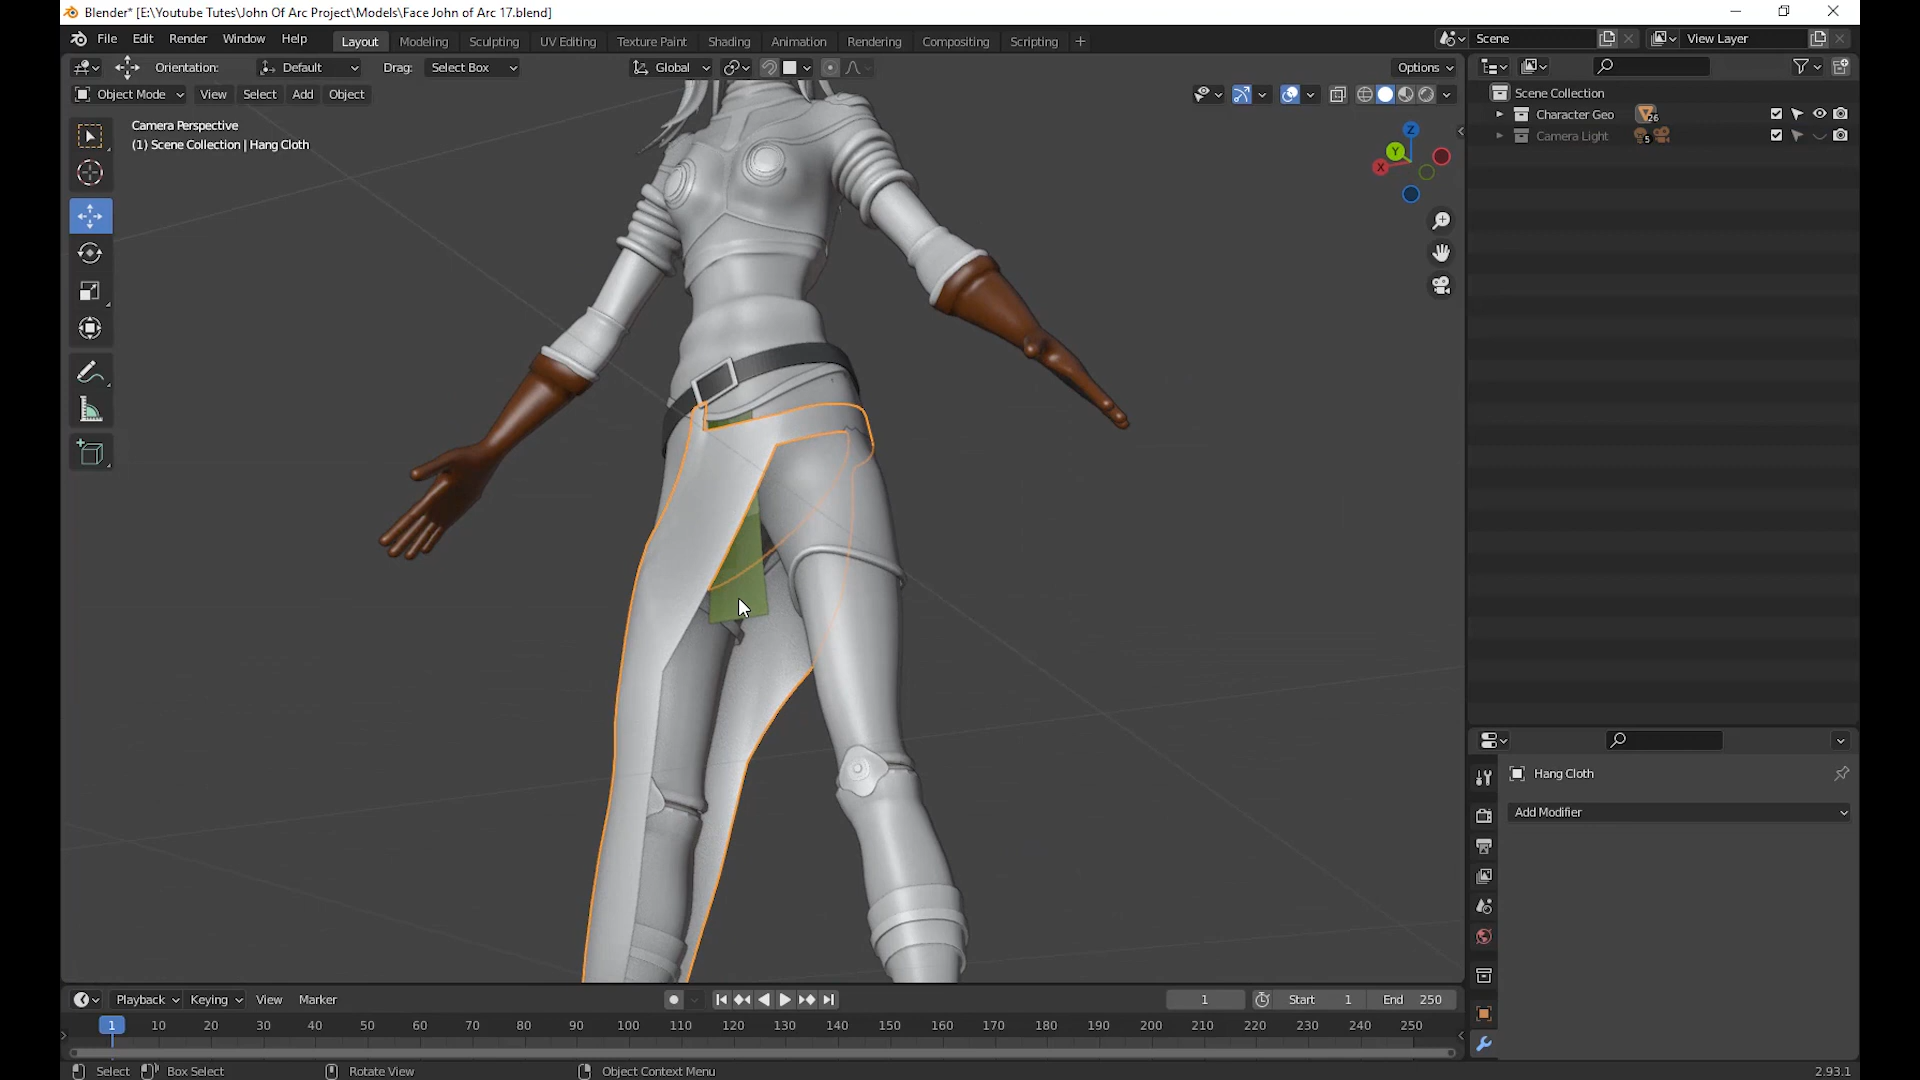 Blender* [E:\Youtube Tutes\John Of Arc Project\Models\Face John of Arc 17.blend]
File Edit Render Window Help Layout Modeling Sculpting UV Editing Texture Paint Shading Animation Rendering Compositing Scripting + Scene View Layer
Orientation: Default Drag: Select Box Global Options
Object Mode View Select Add Object
Scene Collection
Character Geo 26
Camera Light 5
Camera Perspective
(1) Scene Collection | Hang Cloth
Z
Y
X
Hang Cloth
Add Modifier
Playback Keying View Marker 1 Start 1 End 250
1 10 20 30 40 50 60 70 80 90 100 110 120 130 140 150 160 170 180 190 200 210 220 230 240 250
Select Box Select Rotate View Object Context Menu 2.93.1